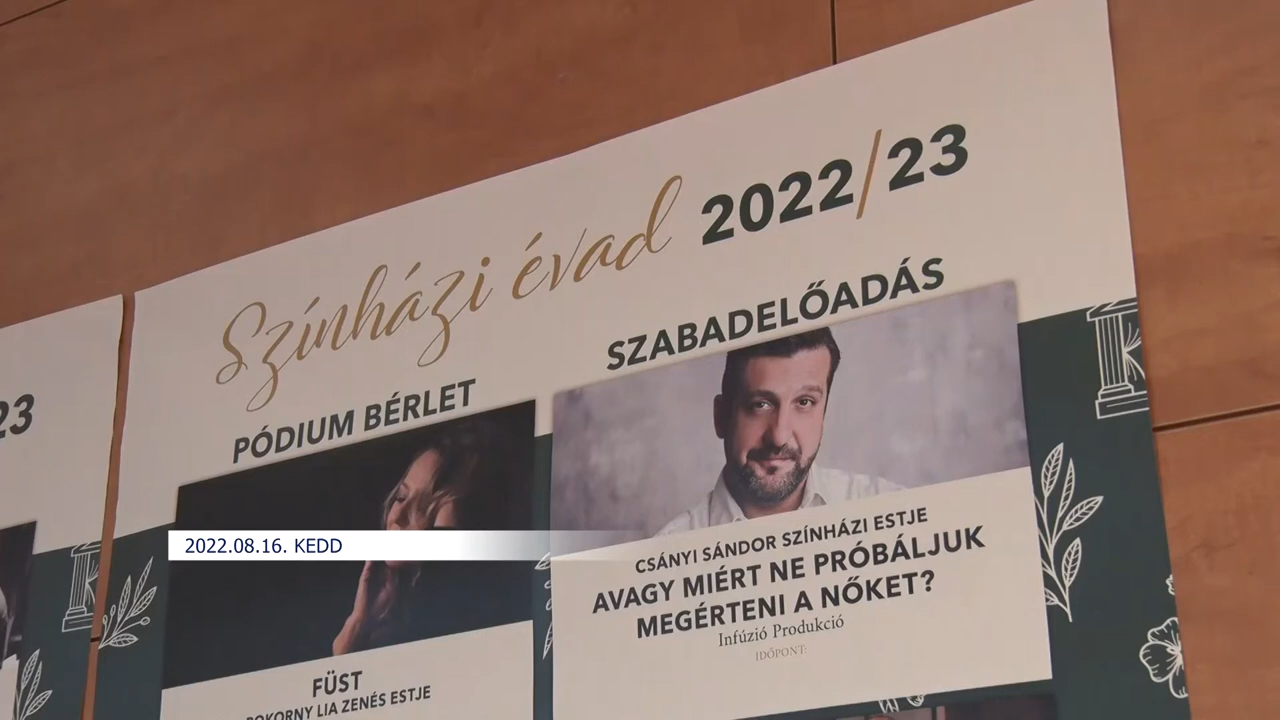 Színházi évad 2022/23
23
PÓDIUM BÉRLET
SZABADELŐADÁS
2022.08.16. KEDD
CSÁNYI SÁNDOR SZÍNHÁZI ESTJE
AVAGY MIÉRT NE PRÓBÁLJUK
MEGÉRTENI A NŐKET?
Infúzió Produkció
IDŐPONT:
FÜST
POKORNY LIA ZENÉS ESTJE